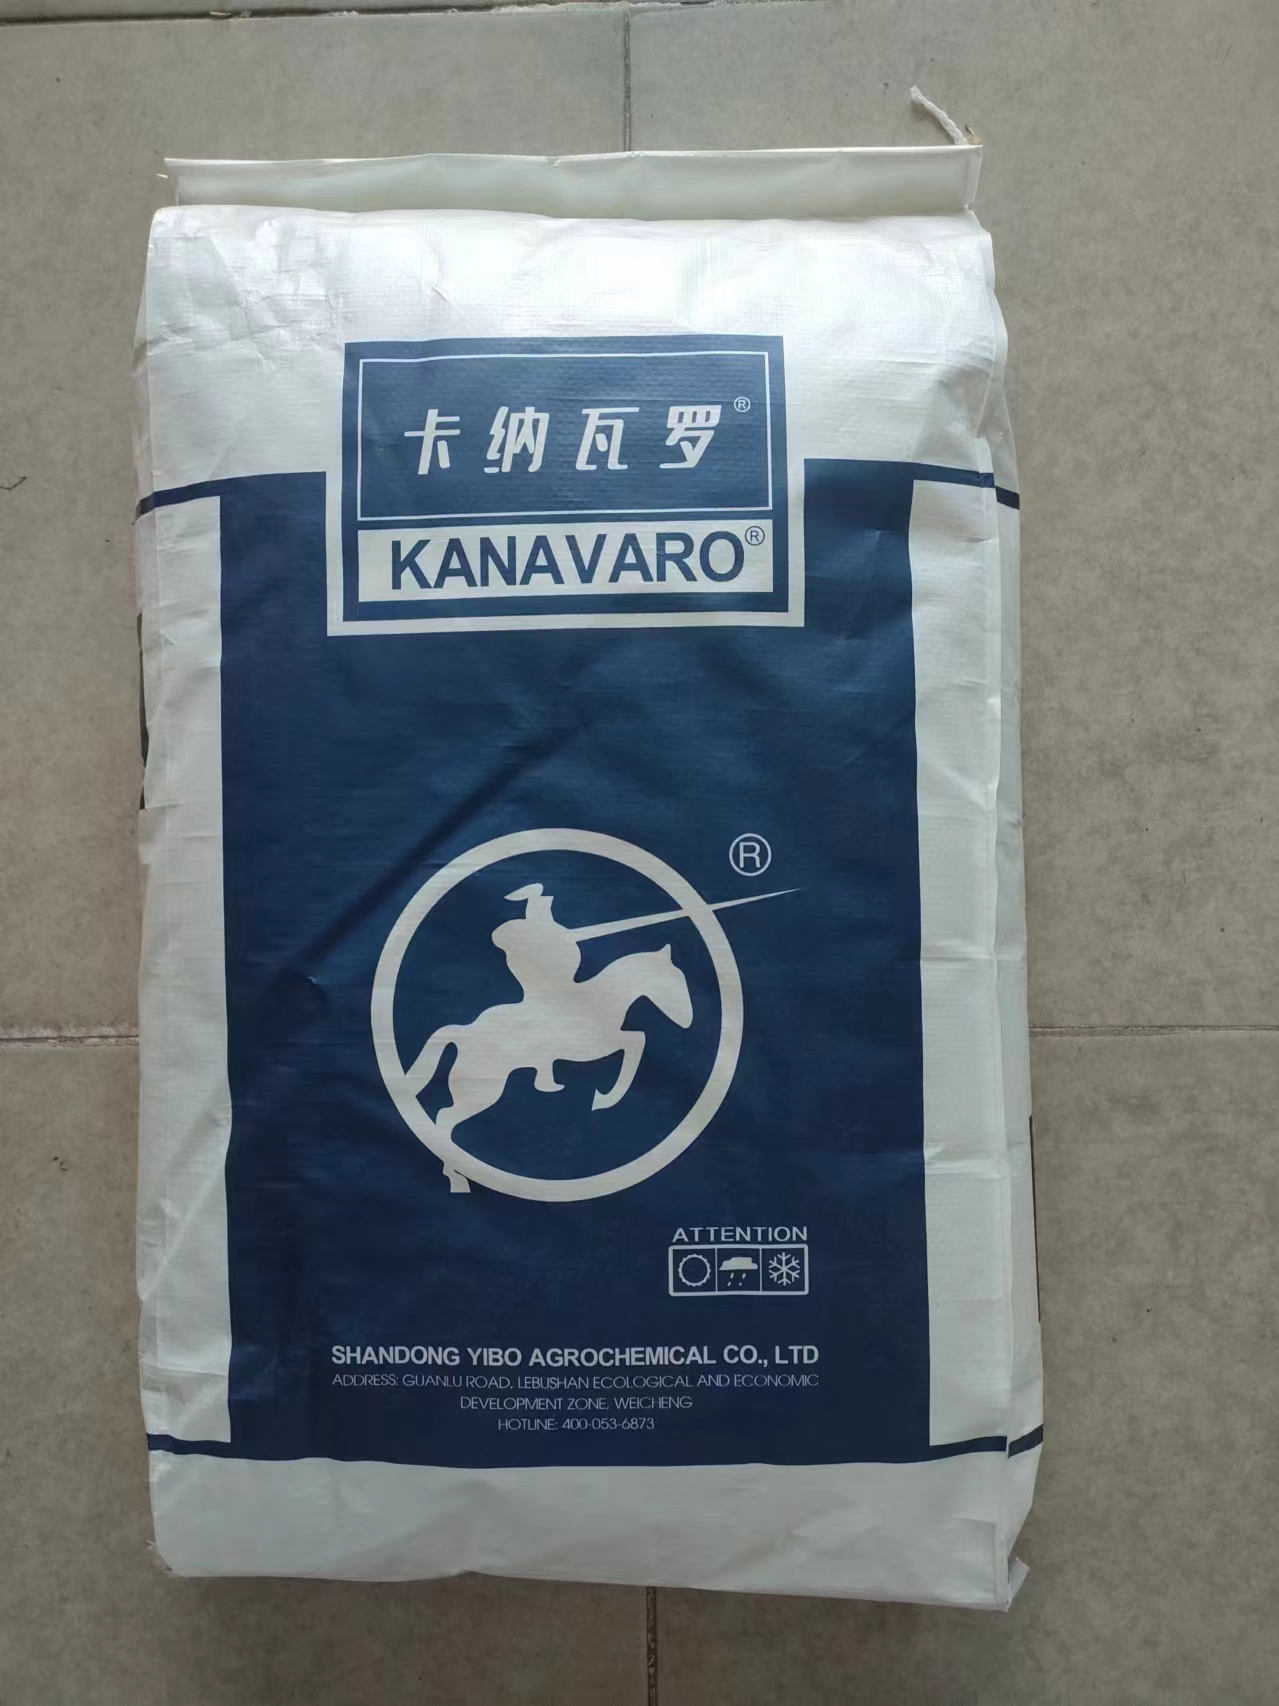 卡纳瓦罗®
KANAVARO®
®
ATTENTION
SHANDONG YIBO AGROCHEMICAL CO., LTD
ADDRESS: GUANLU ROAD, LEBUSHAN ECOLOGICAL AND ECONOMIC
DEVELOPMENT ZONE, WEICHENG
HOTLINE: 400-053-6873